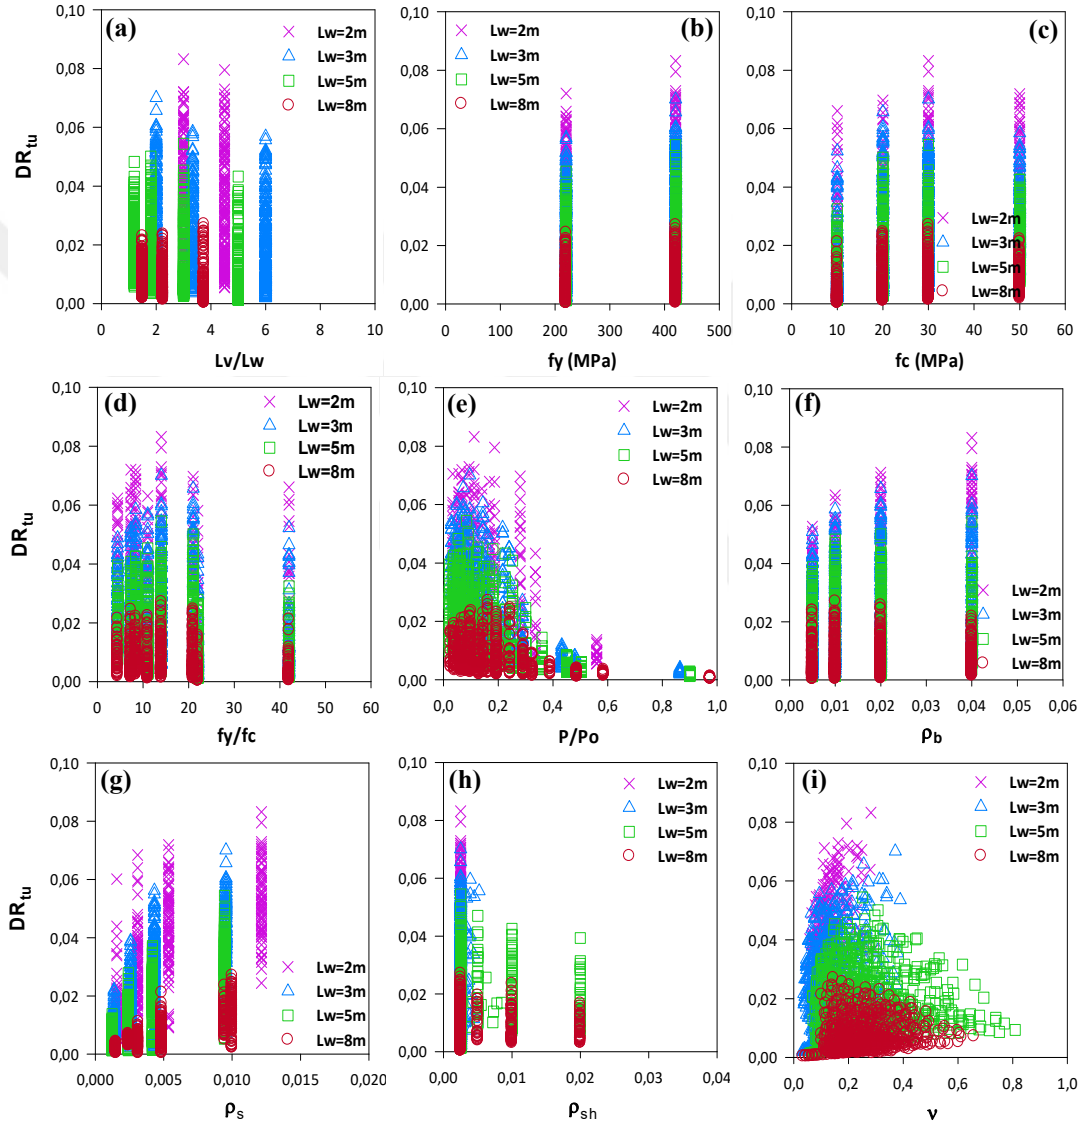 (a)
0,10
0,08
0,06
0,04
0,02
0,00
DRtu
0 2 4 6 8 10
Lv/Lw
Lw=2m
Lw=3m
Lw=5m
Lw=8m
(b)
0,10
0,08
0,06
0,04
0,02
0,00
0 100 200 300 400 500
fy (MPa)
Lw=2m
Lw=3m
Lw=5m
Lw=8m
(c)
0,10
0,08
0,06
0,04
0,02
0,00
0 10 20 30 40 50 60
fc (MPa)
Lw=2m
Lw=3m
Lw=5m
Lw=8m
(d)
0,10
0,08
0,06
0,04
0,02
0,00
DRtu
0 10 20 30 40 50 60
fy/fc
Lw=2m
Lw=3m
Lw=5m
Lw=8m
(e)
0,10
0,08
0,06
0,04
0,02
0,00
0,0 0,2 0,4 0,6 0,8 1,0
P/Po
Lw=2m
Lw=3m
Lw=5m
Lw=8m
(f)
0,10
0,08
0,06
0,04
0,02
0,00
0,00 0,01 0,02 0,03 0,04 0,05 0,06
ρb
Lw=2m
Lw=3m
Lw=5m
Lw=8m
(g)
0,10
0,08
0,06
0,04
0,02
0,00
DRtu
0,000 0,005 0,010 0,015 0,020
ρs
Lw=2m
Lw=3m
Lw=5m
Lw=8m
(h)
0,10
0,08
0,06
0,04
0,02
0,00
0,00 0,01 0,02 0,03 0,04
ρsh
Lw=2m
Lw=3m
Lw=5m
Lw=8m
(i)
0,10
0,08
0,06
0,04
0,02
0,00
0,0 0,2 0,4 0,6 0,8 1,0
ν
Lw=2m
Lw=3m
Lw=5m
Lw=8m